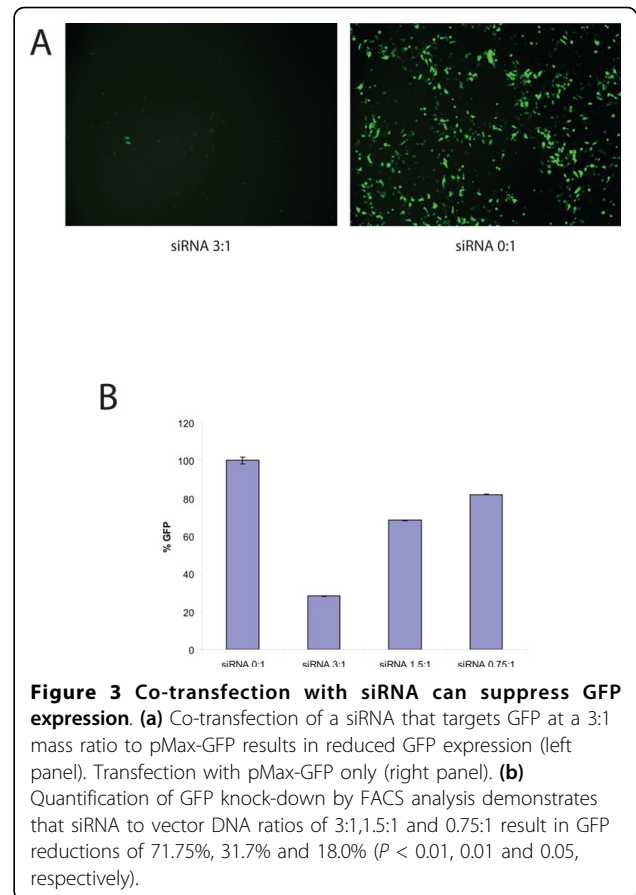 A
siRNA 3:1
siRNA 0:1
B
120
100
80
60
40
20
0
% GFP
siRNA 0:1
siRNA 3:1
siRNA 1.5:1
siRNA 0.75:1
Figure 3 Co-transfection with siRNA can suppress GFP
expression. (a) Co-transfection of a siRNA that targets GFP at a 3:1
mass ratio to pMax-GFP results in reduced GFP expression (left
panel). Transfection with pMax-GFP only (right panel). (b)
Quantification of GFP knock-down by FACS analysis demonstrates
that siRNA to vector DNA ratios of 3:1,1.5:1 and 0.75:1 result in GFP
reductions of 71.75%, 31.7% and 18.0% (P < 0.01, 0.01 and 0.05,
respectively).